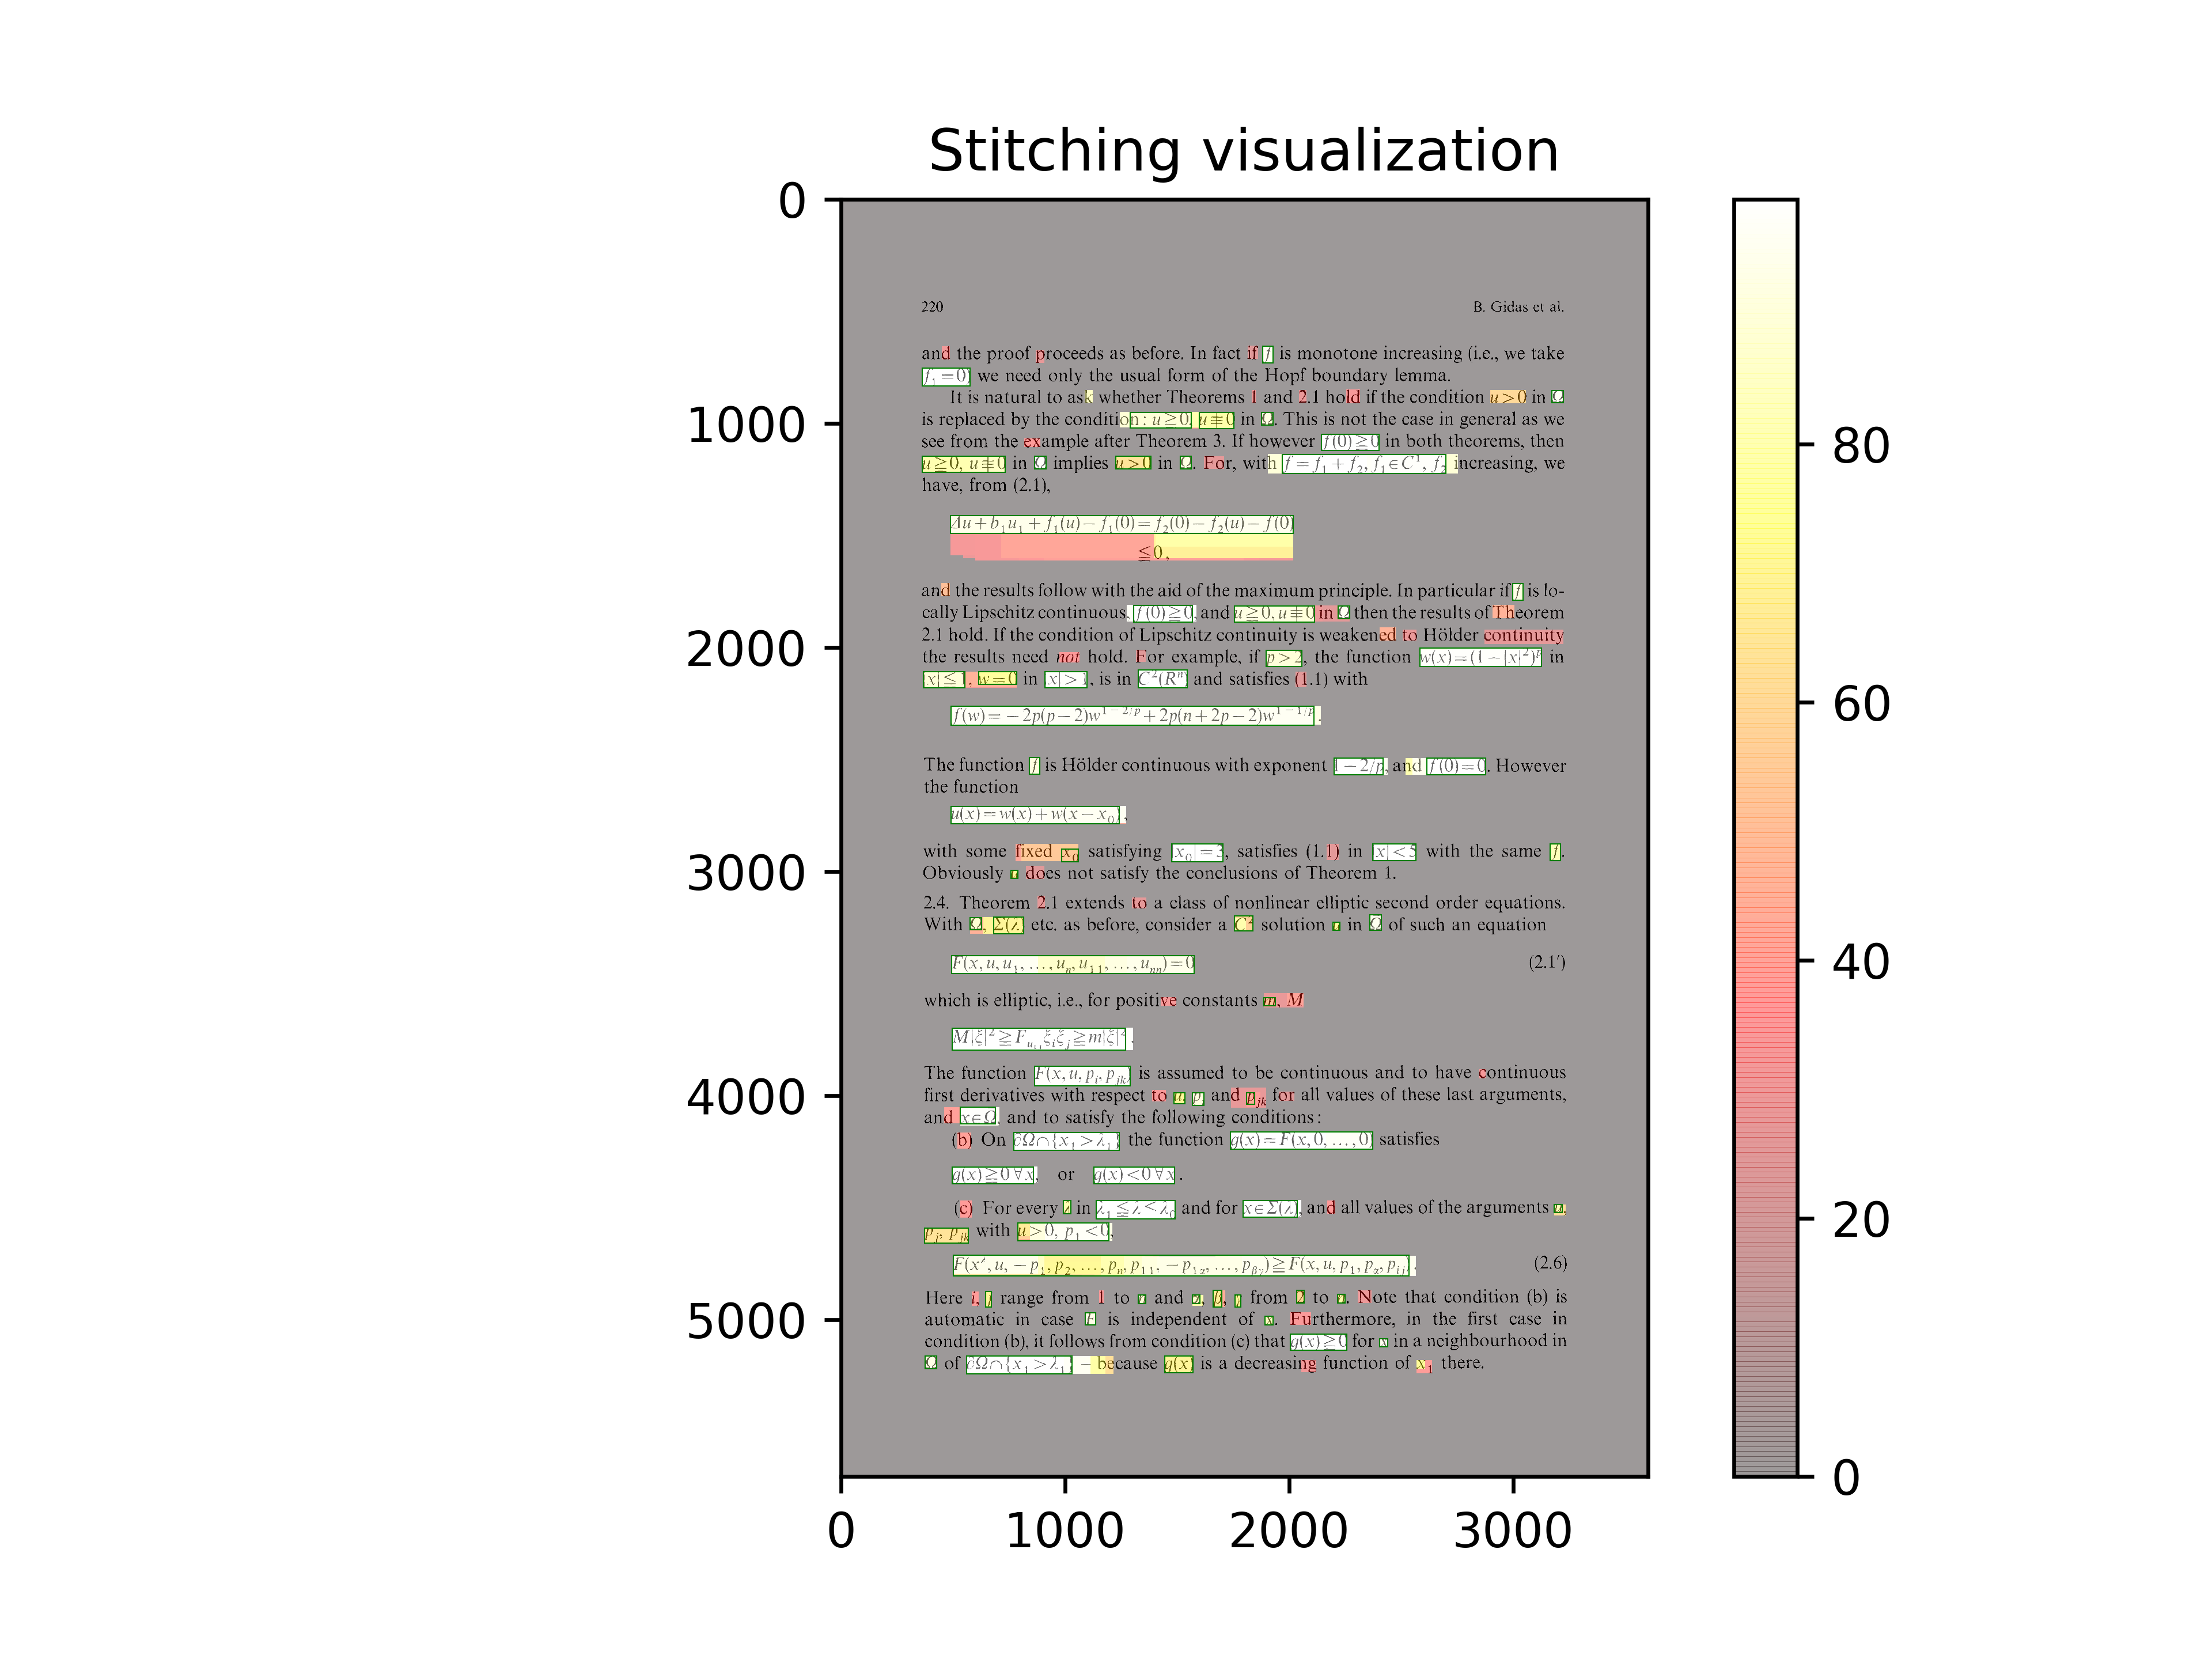 Stitching visualization
0
1000
2000
3000
4000
5000
0
1000
2000
3000
80
60
40
20
0
220
B. Gidas et al.
and the proof proceeds as before. In fact if f is monotone increasing (i.e., we take
f₁=0) we need only the usual form of the Hopf boundary lemma.
It is natural to ask whether Theorems 1 and 2.1 hold if the condition u>0 in Ω
is replaced by the condition: u≧0, u≢0 in Ω. This is not the case in general as we
see from the example after Theorem 3. If however f(0)≧0 in both theorems, then
u≧0, u≢0 in Ω implies u>0 in Ω. For, with f=f₁+f₂, f₁∈C¹, f₂ increasing, we
have, from (2.1),
Δu+b₁u₁+f₁(u)−f₁(0)=f₂(0)−f₂(u)−f(0)
≦0,
and the results follow with the aid of the maximum principle. In particular if f is lo-
cally Lipschitz continuous, f(0)≧0, and u≧0, u≢0 in Ω then the results of Theorem
2.1 hold. If the condition of Lipschitz continuity is weakened to Hölder continuity
the results need not hold. For example, if p>2, the function w(x)=(1−|x|²)ᵖ in
|x|≦1, w=0 in |x|>1, is in C²(Rⁿ) and satisfies (1.1) with
f(w)=−2p(p−2)w^{1−2/p}+2p(n+2p−2)w^{1−1/p}.
The function f is Hölder continuous with exponent 1−2/p, and f(0)=0. However
the function
u(x)=w(x)+w(x−x₀),
with some fixed x₀ satisfying |x₀|=3, satisfies (1.1) in |x|<5 with the same f.
Obviously u does not satisfy the conclusions of Theorem 1.
2.4. Theorem 2.1 extends to a class of nonlinear elliptic second order equations.
With Ω, Σ(λ) etc. as before, consider a C² solution u in Ω of such an equation
F(x, u, u₁, …, uₙ, u₁₁, …, uₙₙ)=0 (2.1′)
which is elliptic, i.e., for positive constants m, M
M|ξ|²≧F_{u_{ij}}ξᵢξⱼ≧m|ξ|².
The function F(x, u, pᵢ, pⱼₖ) is assumed to be continuous and to have continuous
first derivatives with respect to u, pᵢ and pⱼₖ for all values of these last arguments,
and x∈Ω, and to satisfy the following conditions:
(b) On ∂Ω∩{x₁>λ₁} the function g(x)=F(x, 0, …, 0) satisfies
g(x)≧0 ∀x, or g(x)<0 ∀x.
(c) For every λ in λ₁≦λ<λ₀ and for x∈Σ(λ), and all values of the arguments u,
pⱼ, pⱼₖ with u>0, p₁<0,
F(x′, u, −p₁, p₂, …, pₙ, p₁₁, −p₁α, …, p_{βγ})≧F(x, u, p₁, pα, pᵢⱼ). (2.6)
Here i, j range from 1 to n and α, β, γ from 2 to n. Note that condition (b) is
automatic in case F is independent of x. Furthermore, in the first case in
condition (b), it follows from condition (c) that g(x)≧0 for x in a neighbourhood in
Ω of ∂Ω∩{x₁>λ₁} – because g(x) is a decreasing function of x₁ there.